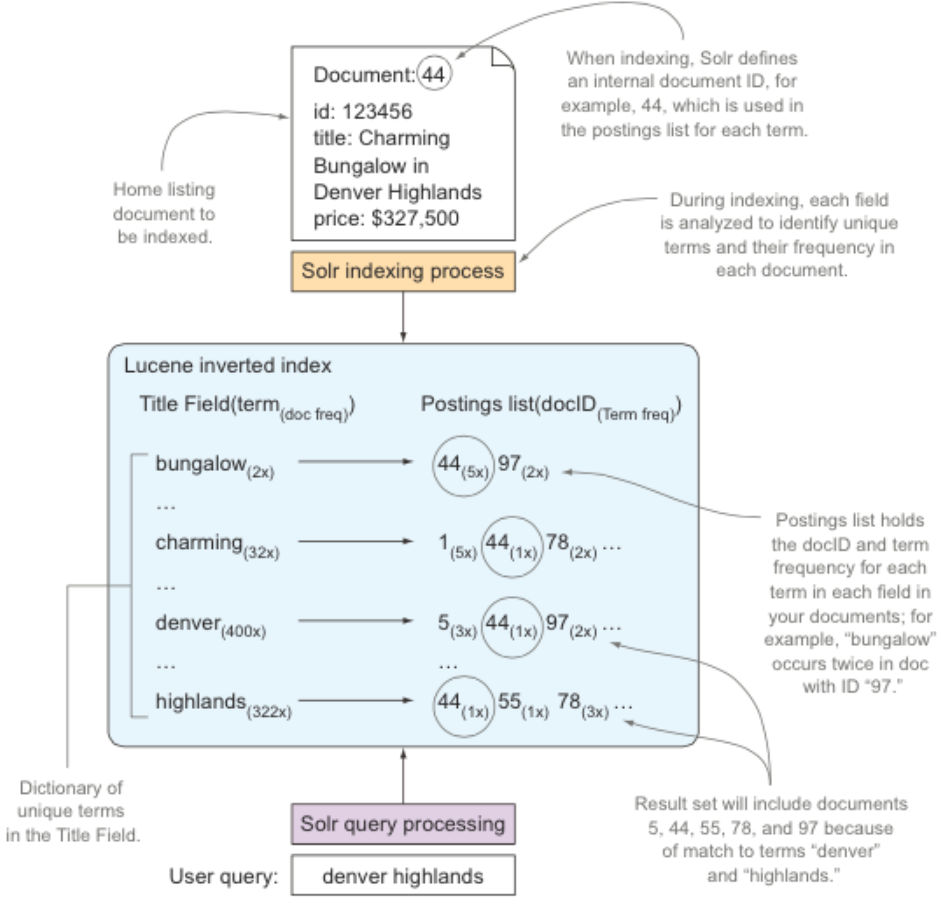 Document: 44
id: 123456
title: Charming
Bungalow in
Denver Highlands
price: $327,500
When indexing, Solr defines
an internal document ID, for
example, 44, which is used in
the postings list for each term.
Home listing
document to
be indexed.
During indexing, each field
is analyzed to identify unique
terms and their frequency in
each document.
Solr indexing process
Lucene inverted index
Title Field(term(doc freq)) Postings list(docID(Term freq))
bungalow(2x) 44(5x) 97(2x)
...
charming(32x) 1(5x) 44(1x) 78(2x) ...
...
denver(400x) 5(3x) 44(1x) 97(2x) ...
... ...
highlands(322x) 44(1x) 55(1x) 78(3x) ...
Postings list holds
the docID and term
frequency for each
term in each field in
your documents; for
example, “bungalow”
occurs twice in doc
with ID “97.”
Dictionary of
unique terms
in the Title Field.
Solr query processing
User query: denver highlands
Result set will include documents
5, 44, 55, 78, and 97 because
of match to terms “denver”
and “highlands.”